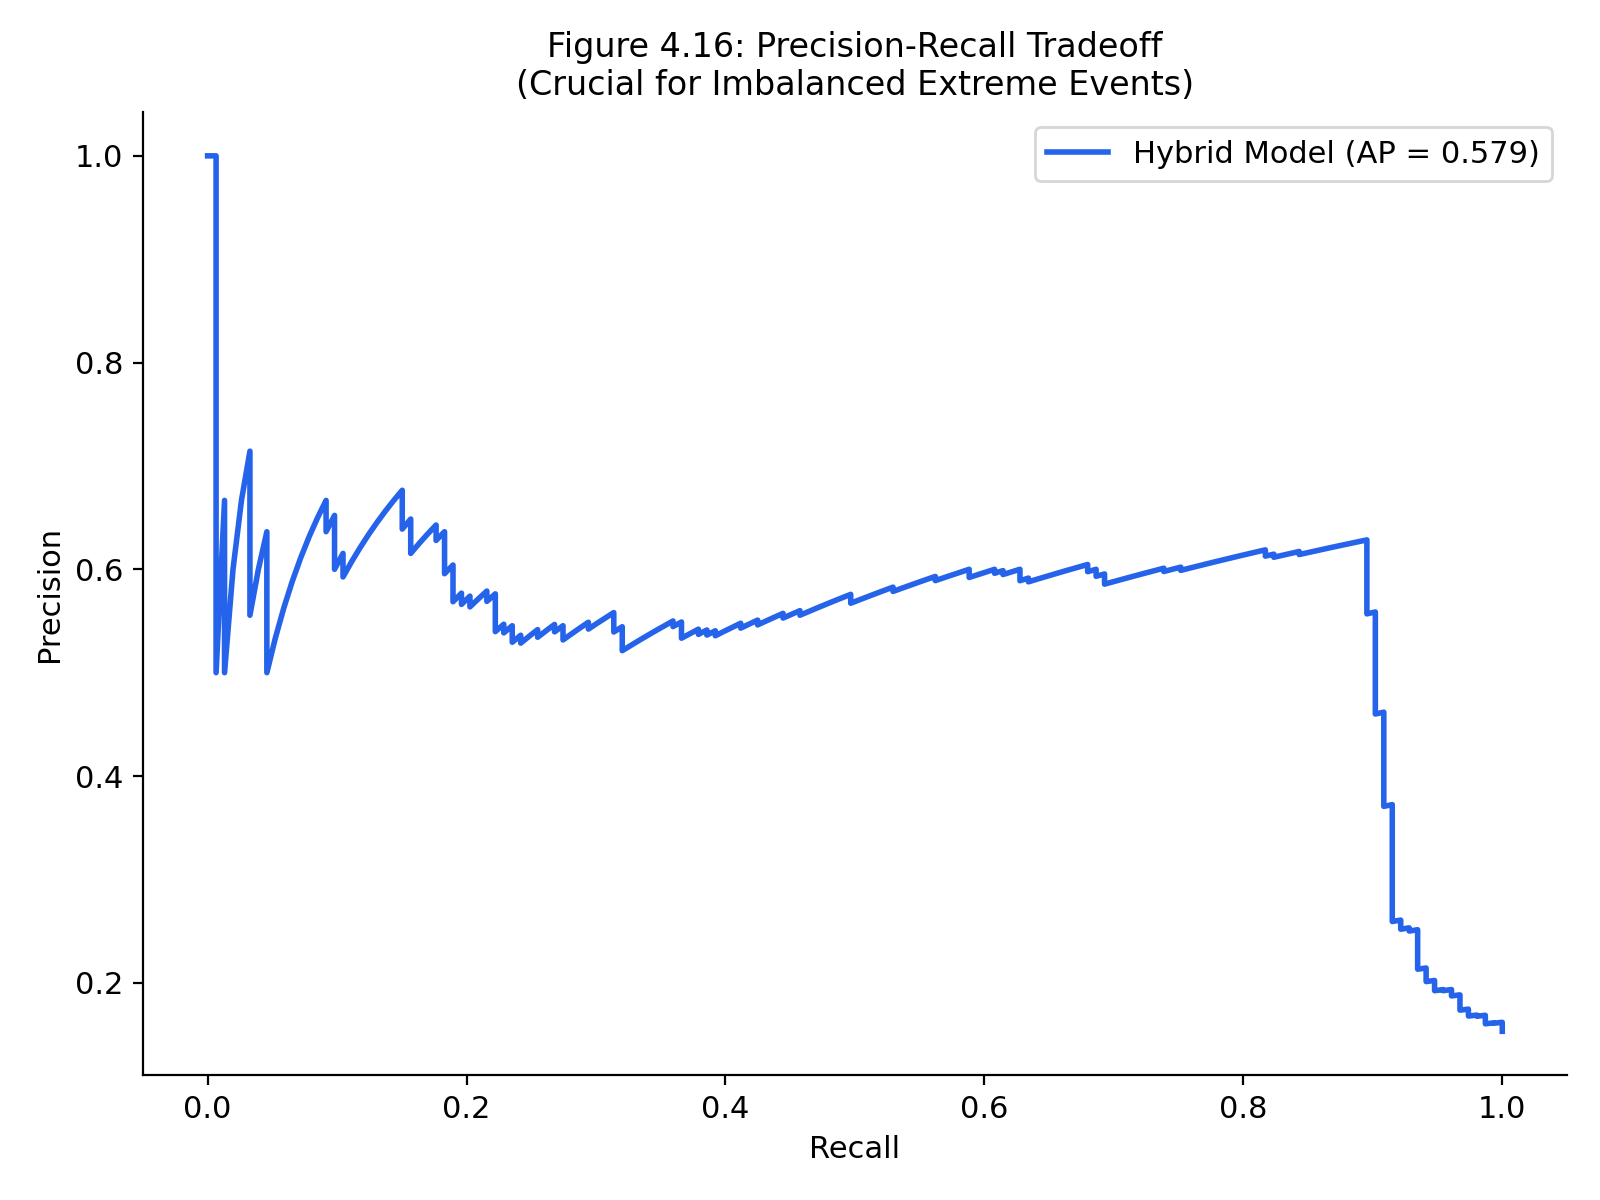 Figure 4.16: Precision-Recall Tradeoff
(Crucial for Imbalanced Extreme Events)
Hybrid Model (AP = 0.579)
Precision
1.0
0.8
0.6
0.4
0.2
0.0 0.2 0.4 0.6 0.8 1.0
Recall